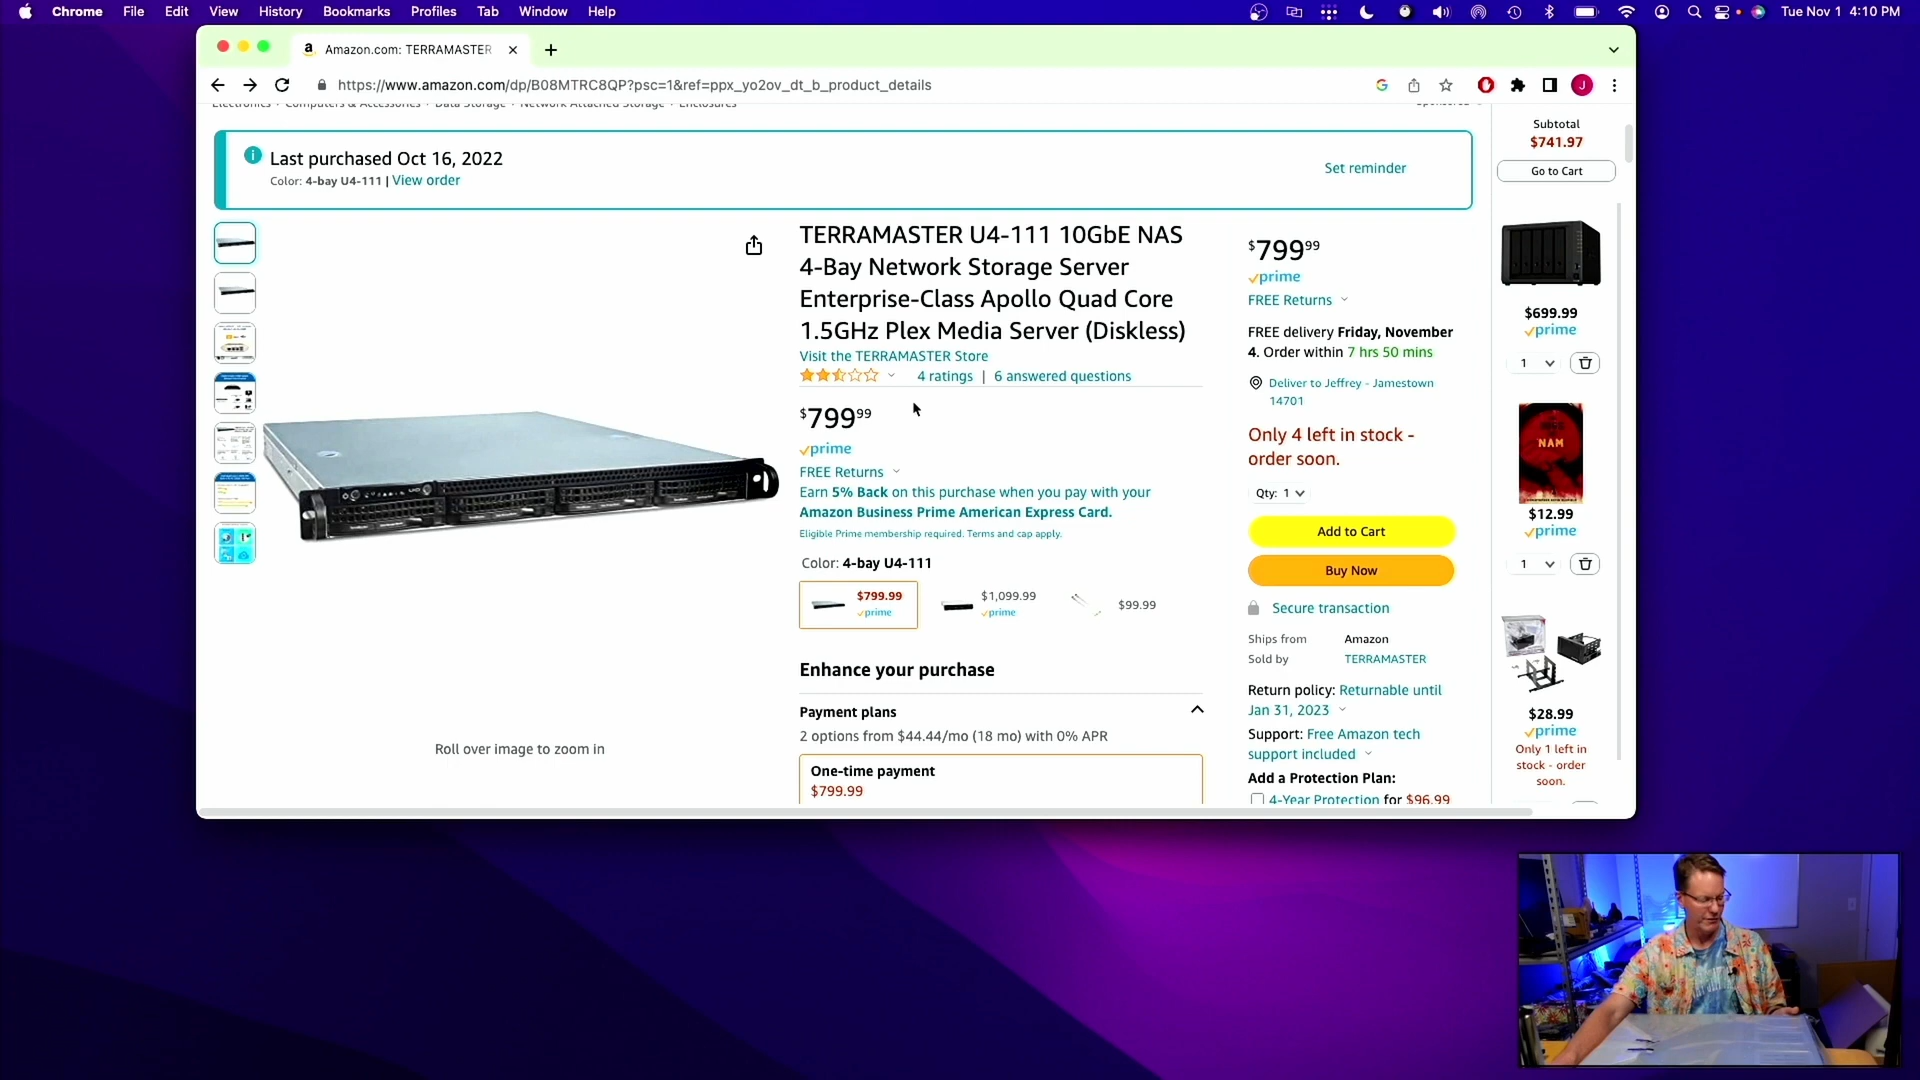 Chrome File Edit View History Bookmarks Profiles Tab Window Help Tue Nov 1 4:10 PM
Amazon.com: TERRAMASTER
https://www.amazon.com/dp/B08MTRC8QP?psc=1&ref=ppx_yo2ov_dt_b_product_details
J
Electronics › Computers & Accessories › Data Storage › Network Attached Storage › Enclosures
Sponsored
Last purchased Oct 16, 2022
Color: 4-bay U4-111 | View order
Set reminder
TERRAMASTER U4-111 10GbE NAS
4-Bay Network Storage Server
Enterprise-Class Apollo Quad Core
1.5GHz Plex Media Server (Diskless)
Visit the TERRAMASTER Store
4 ratings | 6 answered questions
$799 99
prime
FREE Returns
Earn 5% Back on this purchase when you pay with your
Amazon Business Prime American Express Card.
Eligible Prime membership required. Terms and cap apply.
Color: 4-bay U4-111
$799.99
prime
$1,099.99
prime
$99.99
Enhance your purchase
Payment plans
2 options from $44.44/mo (18 mo) with 0% APR
One-time payment
$799.99
Roll over image to zoom in
$799 99
prime
FREE Returns
FREE delivery Friday, November
4. Order within 7 hrs 50 mins
Deliver to Jeffrey - Jamestown
14701
Only 4 left in stock -
order soon.
Qty: 1
Add to Cart
Buy Now
Secure transaction
Ships from Amazon
Sold by TERRAMASTER
Return policy: Returnable until
Jan 31, 2023
Support: Free Amazon tech
support included
Add a Protection Plan:
4-Year Protection for $96.99
Subtotal
$741.97
Go to Cart
$699.99
prime
1
NAM
$12.99
prime
1
$28.99
prime
Only 1 left in
stock - order
soon.